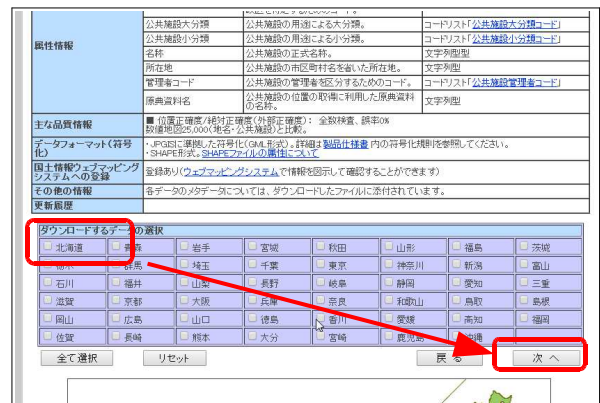 公共施設大分類 公共施設の用途による大分類。 コードリスト「公共施設大分類コード」
公共施設小分類 公共施設の用途による小分類。 コードリスト「公共施設小分類コード」
属性情報
名称 公共施設の正式名称。 文字列型型
所在地 公共施設の市区町村名を省いた所在地。 文字列型
管理者コード 公共施設の管理者を区分するためのコード。 コードリスト「公共施設管理者コード」
原典資料名 公共施設の位置の取得に利用した原典資料の名称。 文字列型
主な品質情報
■ 位置正確度/絶対正確度(外部正確度): 全数検査、誤率0%
数値地図25,000(地名・公共施設)と比較。
データフォーマット(符号化)
・JPGISに準拠した符号化(GML形式)。詳細は製品仕様書 内の符号化規則を参照してください。
・SHAPE形式。SHAPEファイルの属性について
国土情報ウェブマッピングシステムへの登録
登録あり(ウェブマッピングシステムで情報を図示して確認することができます)
その他の情報 各データのメタデータについては、ダウンロードしたファイルに添付されています。
更新履歴
ダウンロードするデータの選択
北海道 青森 岩手 宮城 秋田 山形 福島 茨城
栃木 群馬 埼玉 千葉 東京 神奈川 新潟 富山
石川 福井 山梨 長野 岐阜 静岡 愛知 三重
滋賀 京都 大阪 兵庫 奈良 和歌山 鳥取 島根
岡山 広島 山口 徳島 香川 愛媛 高知 福岡
佐賀 長崎 熊本 大分 宮崎 鹿児島 沖縄
全て選択 リセット 戻 る 次 へ